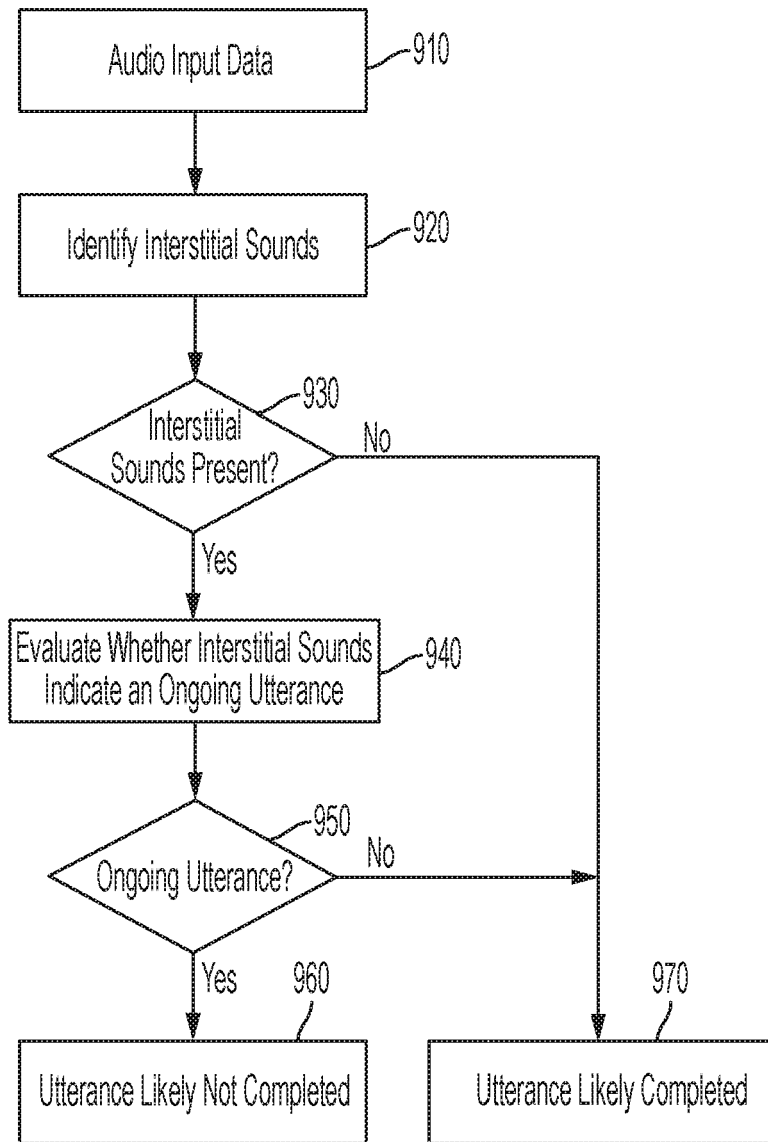 Audio Input Data
910
Identify Interstitial Sounds
920
930
Interstitial
Sounds Present?
No
Yes
Evaluate Whether Interstitial Sounds
Indicate an Ongoing Utterance
940
950
Ongoing Utterance?
No
Yes
960
970
Utterance Likely Not Completed
Utterance Likely Completed